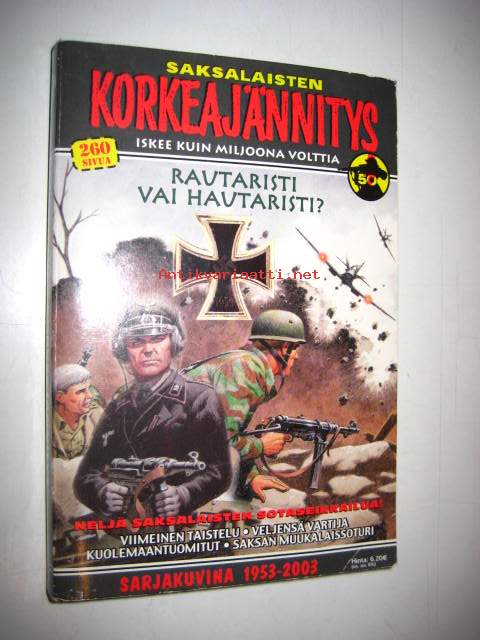 SAKSALAISTEN
KORKEAJÄNNITYS
ISKEE KUIN MILJOONA VOLTTIA
260
SIVUA
50
RAUTARISTI
VAI HAUTARISTI?
Antikvariaatti.net
NELJÄ SAKSALAISTEN SOTASEIKKAILUA!
VIIMEINEN TAISTELU • VELJENSÄ VARTIJA
KUOLEMAANTUOMITUT • SAKSAN MUUKALAISSOTURI
Hinta: 6,20€
SARJAKUVINA 1953-2003